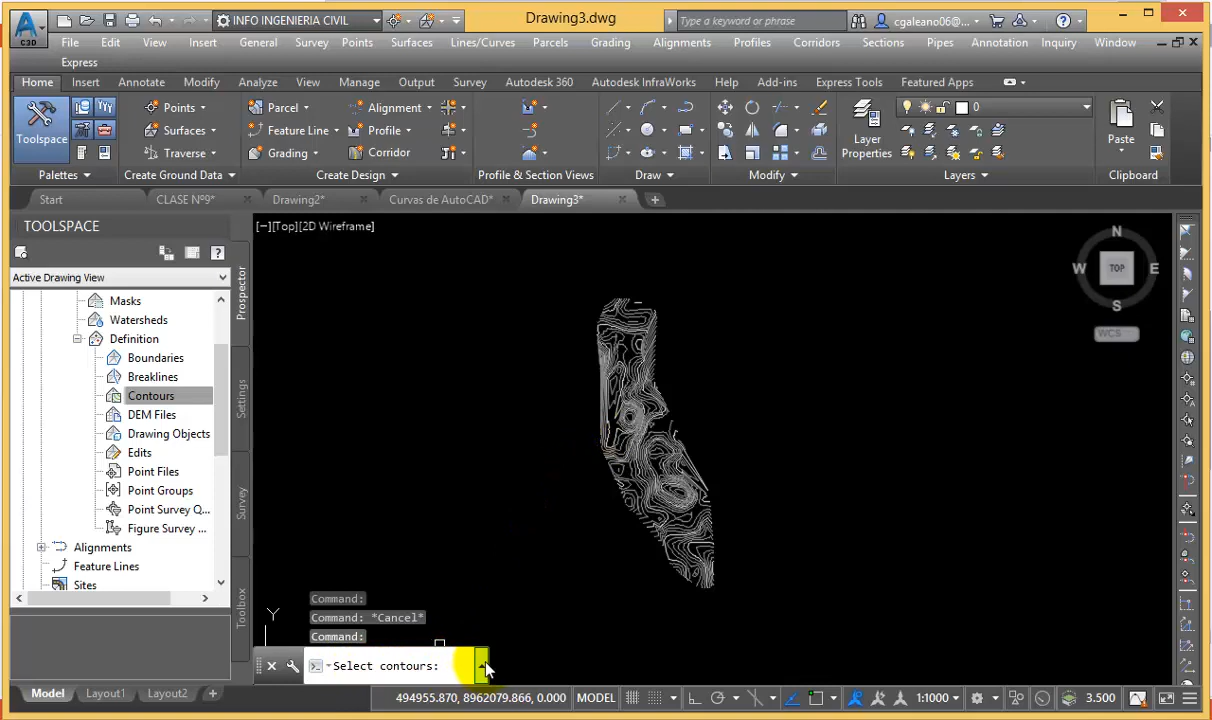 INFO INGENIERIA CIVIL
Drawing3.dwg
Type a keyword or phrase
cgaleano06@...
C3D
File Edit View Insert General Survey Points Surfaces Lines/Curves Parcels Grading Alignments Profiles Corridors Sections Pipes Annotation Inquiry Window
Express
Home Insert Annotate Modify Analyze View Manage Output Survey Autodesk 360 Autodesk InfraWorks Help Add-ins Express Tools Featured Apps
Toolspace
Points
Surfaces
Traverse
Parcel
Feature Line
Grading
Alignment
Profile
Corridor
Layer
Properties
0
Paste
Palettes Create Ground Data Create Design Profile & Section Views Draw Modify Layers Clipboard
Start CLASE Nº9* Drawing2* Curvas de AutoCAD* Drawing3* +
TOOLSPACE
[−][Top][2D Wireframe]
Active Drawing View
Masks
Watersheds
Definition
Boundaries
Breaklines
Contours
DEM Files
Drawing Objects
Edits
Point Files
Point Groups
Point Survey Q...
Figure Survey ...
Alignments
Feature Lines
Sites
Prospector
Settings
Survey
Toolbox
N
W TOP E
S
WCS
Y
Command:
Command: *Cancel*
Command:
Select contours:
Model Layout1 Layout2 +
494955.870, 8962079.866, 0.000 MODEL 1:1000 3.500